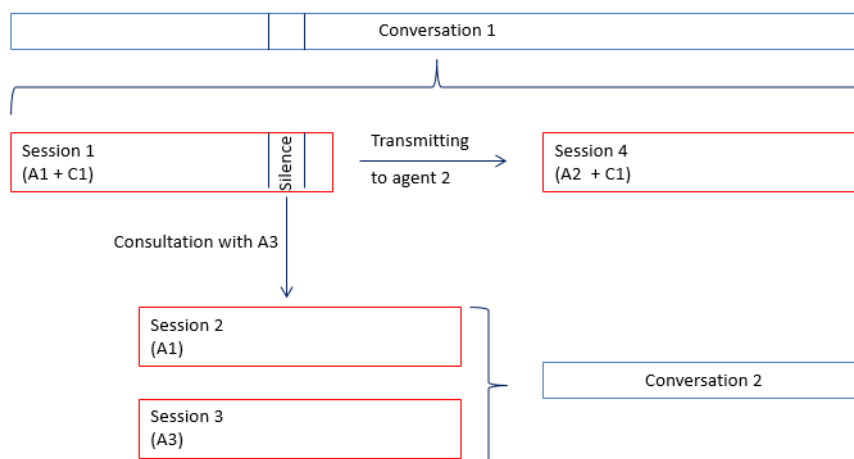 Conversation 1
Session 1
(A1 + C1)
Silence
Transmitting
to agent 2
Session 4
(A2 + C1)
Consultation with A3
Session 2
(A1)
Conversation 2
Session 3
(A3)